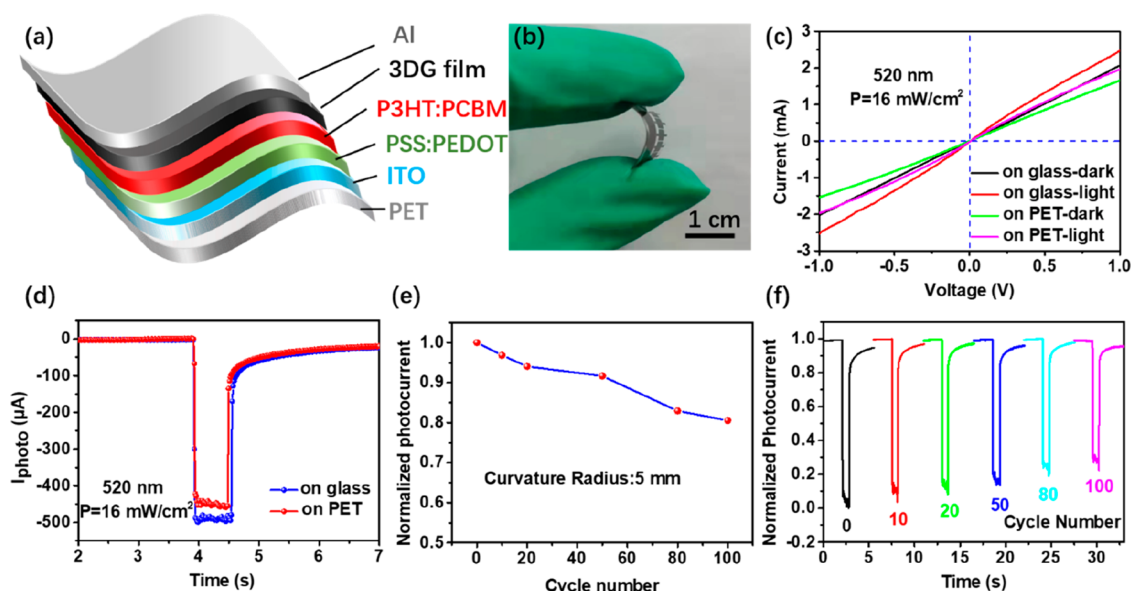 (a)
Al
3DG film
P3HT:PCBM
PSS:PEDOT
ITO
PET
(b)
1 cm
(c)
Current (mA)
3
2
1
0
-1
-2
-3
520 nm
P=16 mW/cm²
on glass-dark
on glass-light
on PET-dark
on PET-light
-1.0
-0.5
0.0
0.5
1.0
Voltage (V)
(d)
Iphoto (µA)
0
-100
-200
-300
-400
-500
520 nm
P=16 mW/cm²
on glass
on PET
2
3
4
5
6
7
Time (s)
(e)
Normalized photocurrent
1.0
0.9
0.8
0.7
0.6
0.5
Curvature Radius:5 mm
0
20
40
60
80
100
Cycle number
(f)
Normalized Photocurrent
1.0
0.8
0.6
0.4
0.2
0.0
-0.2
0
10
20
50
80
100
Cycle Number
0
5
10
15
20
25
30
Time (s)